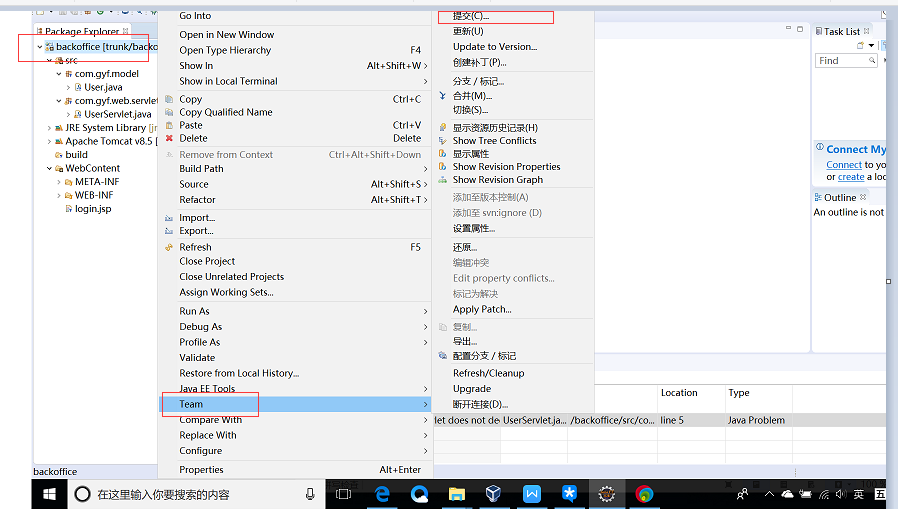 Package Explorer
backoffice [trunk/backo
src
com.gyf.model
User.java
com.gyf.web.servlet
UserServlet.java
JRE System Library [jr
Apache Tomcat v8.5 [
build
WebContent
META-INF
WEB-INF
login.jsp
Go Into
Open in New Window
Open Type Hierarchy F4
Show In Alt+Shift+W
Show in Local Terminal
Copy Ctrl+C
Copy Qualified Name
Paste Ctrl+V
Delete Delete
Remove from Context Ctrl+Alt+Shift+Down
Build Path
Source Alt+Shift+S
Refactor Alt+Shift+T
Import...
Export...
Refresh F5
Close Project
Close Unrelated Projects
Assign Working Sets...
Run As
Debug As
Profile As
Validate
Restore from Local History...
Java EE Tools
Team
Compare With
Replace With
Configure
Properties Alt+Enter
提交(C)...
更新(U)
Update to Version...
创建补丁(P)...
分支 / 标记...
合并(M)...
切换(S)...
显示资源历史记录(H)
Show Tree Conflicts
显示属性
Show Revision Properties
Show Revision Graph
添加至版本控制(A)
添加至 svn:ignore (D)
设置属性...
还原...
编辑冲突
Edit property conflicts...
标记为解决
Apply Patch...
复制...
导出...
配置分支 / 标记
Refresh/Cleanup
Upgrade
断开连接(D)...
Task List
Find
Connect My
Connect to yo
or create a loc
Outline
An outline is not
Location Type
let does not de UserServlet.ja... /backoffice/src/co... line 5 Java Problem
backoffice
在这里输入你要搜索的内容
英
五